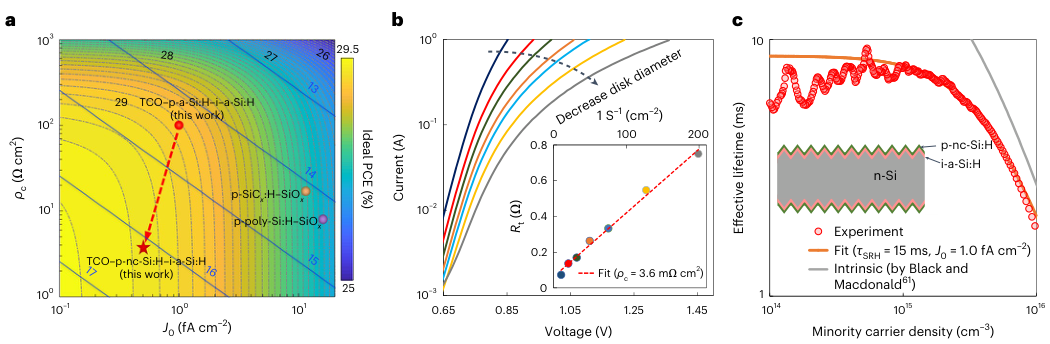 a
10³
10²
10¹
10⁰
ρc (Ω cm²)
10⁻¹
10⁰
10¹
J₀ (fA cm⁻²)
28
27
26
13
29
TCO–p-a-Si:H–i-a-Si:H
(this work)
14
p-SiCₓ:H–SiOₓ
p-poly-Si:H–SiOₓ
TCO–p-nc-Si:H–i-a-Si:H
(this work)
17
16
15
29.5
25
Ideal PCE (%)
b
10⁰
10⁻¹
10⁻²
10⁻³
Current (A)
0.65
0.85
1.05
1.25
1.45
Voltage (V)
Decrease disk diameter
1 S⁻¹ (cm⁻²)
0
100
200
0.8
0.6
0.4
0.2
0
Rt (Ω)
Fit (ρc = 3.6 mΩ cm²)
c
10
1
Effective lifetime (ms)
p-nc-Si:H
i-a-Si:H
n-Si
Experiment
Fit (τSRH = 15 ms, J₀ = 1.0 fA cm⁻²)
Intrinsic (by Black and
Macdonald⁶¹)
10¹⁴
10¹⁵
10¹⁶
Minority carrier density (cm⁻³)